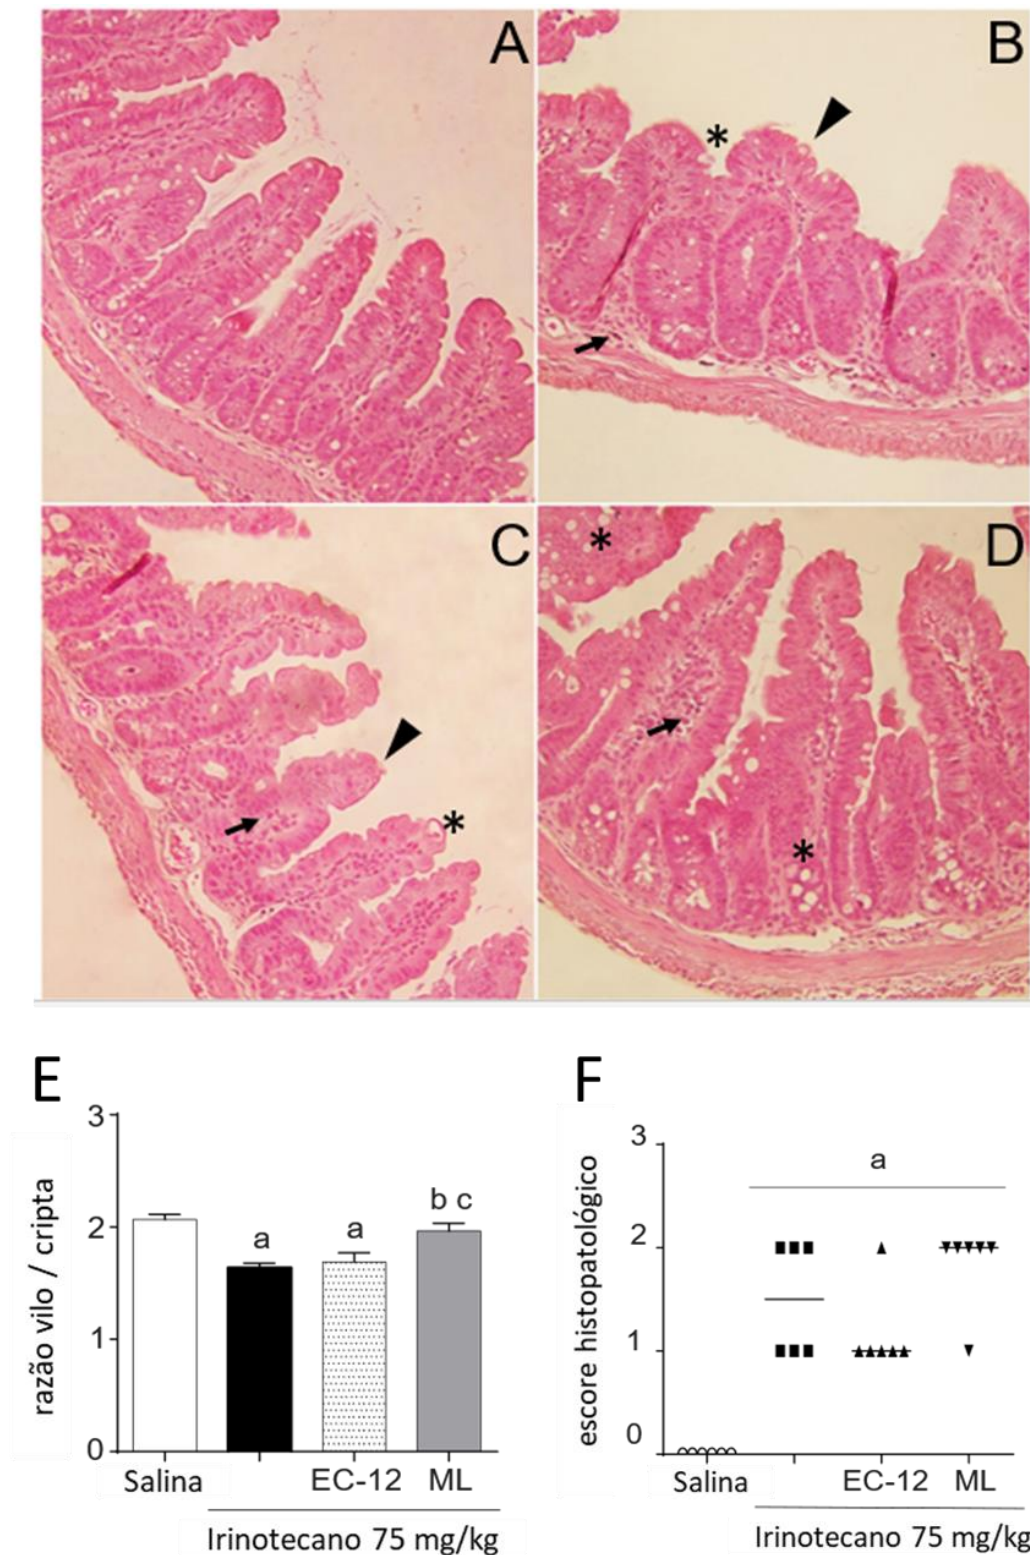 A
B
*
*
C
*
D
*
*
E
F
3
2
1
0
razão vilo / cripta
a
a
b c
Salina
EC-12
ML
Irinotecano 75 mg/kg
3
2
1
0
escore histopatológico
a
Salina
EC-12
ML
Irinotecano 75 mg/kg